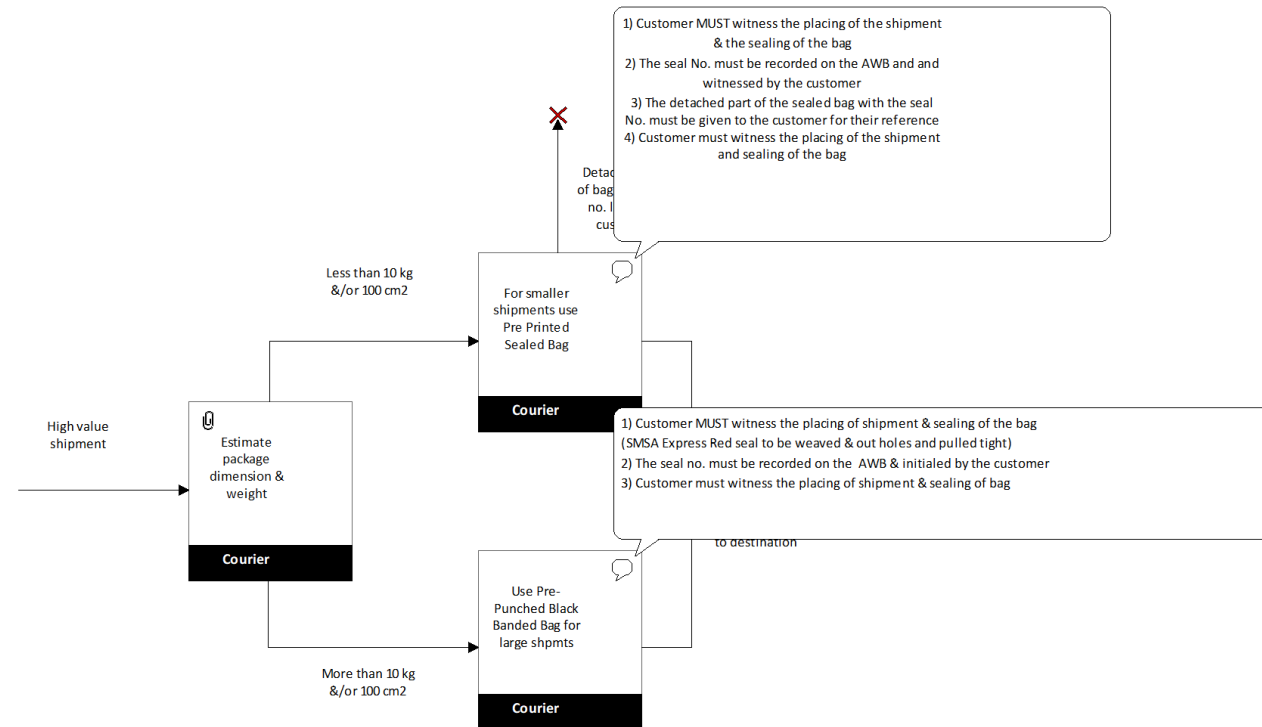 1) Customer MUST witness the placing of the shipment
& the sealing of the bag
2) The seal No. must be recorded on the AWB and and
witnessed by the customer
3) The detached part of the sealed bag with the seal
No. must be given to the customer for their reference
4) Customer must witness the placing of the shipment
and sealing of the bag
of bag
no.
Less than 10 kg
&/or 100 cm2
For smaller
shipments use
Pre Printed
Sealed Bag
Courier
High value
shipment
Estimate
package
dimension &
weight
Courier
1) Customer MUST witness the placing of shipment & sealing of the bag
(SMSA Express Red seal to be weaved & out holes and pulled tight)
2) The seal no. must be recorded on the AWB & initialed by the customer
3) Customer must witness the placing of shipment & sealing of bag
to destination
Use Pre-
Punched Black
Banded Bag for
large shpmts
Courier
More than 10 kg
&/or 100 cm2